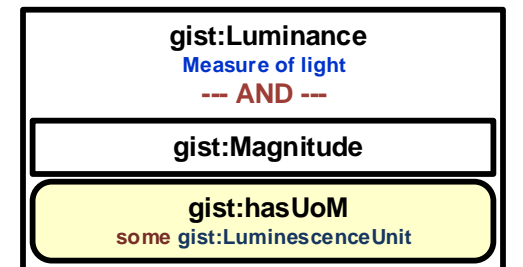 gist:Luminance
Measure of light
--- AND ---
gist:Magnitude
gist:hasUoM
some gist:LuminescenceUnit